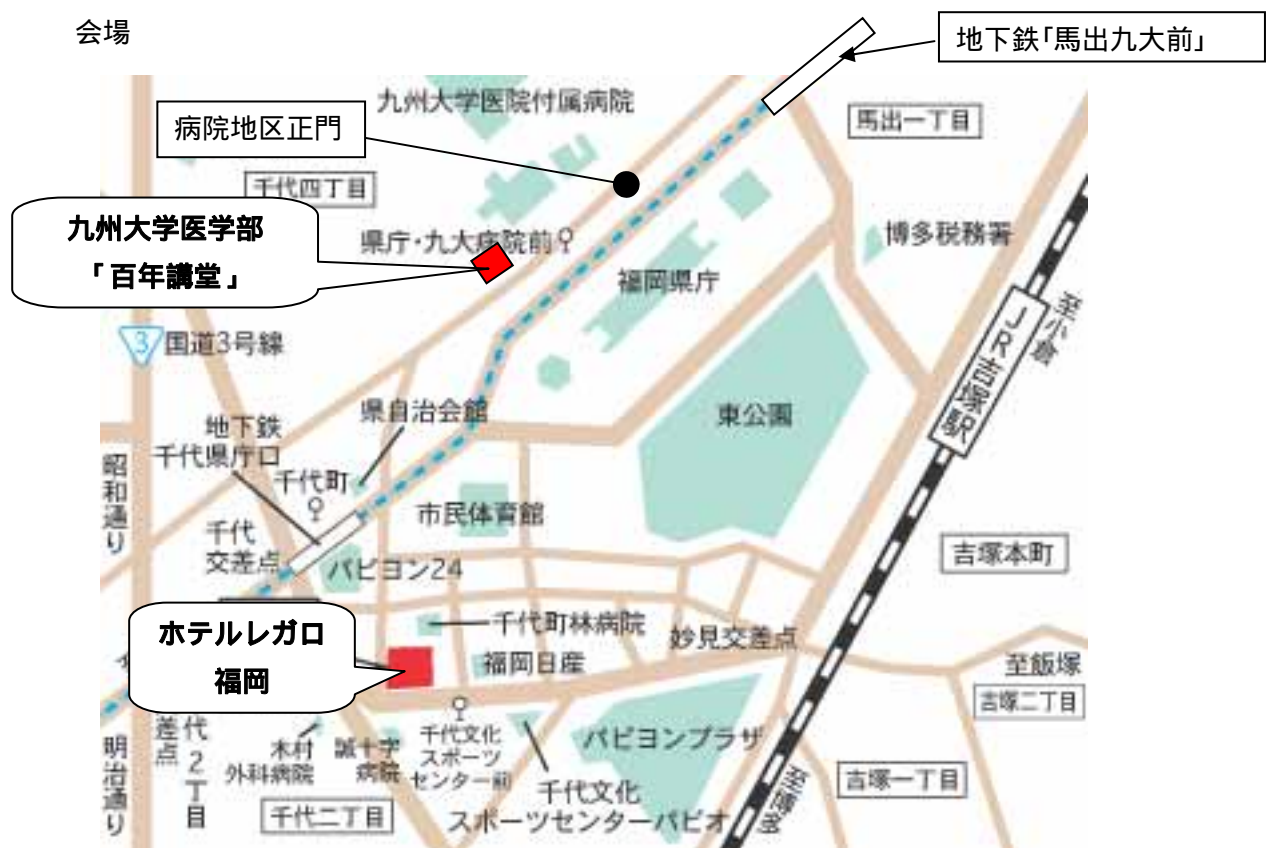 会場
地下鉄｢馬出九大前｣
九州大学医院付属病院
病院地区正門
馬出一丁目
千代四丁目
九州大学医学部
｢百年講堂｣
県庁・九大病院前
博多税務署
福岡県庁
至小倉
3
国道3号線
JR吉塚駅
県自治会館
東公園
地下鉄
千代県庁口
昭和通り
千代町
市民体育館
千代
交差点
パピヨン24
吉塚本町
ホテルレガロ
福岡
千代町林病院
妙見交差点
福岡日産
至飯塚
吉塚二丁目
代
差点
2丁目
明治通り
木村
外科病院
誠十字
病院
千代文化
スポーツ
センター前
パピヨンプラザ
千代文化
スポーツセンターパピオ
至博多
吉塚一丁目
千代二丁目